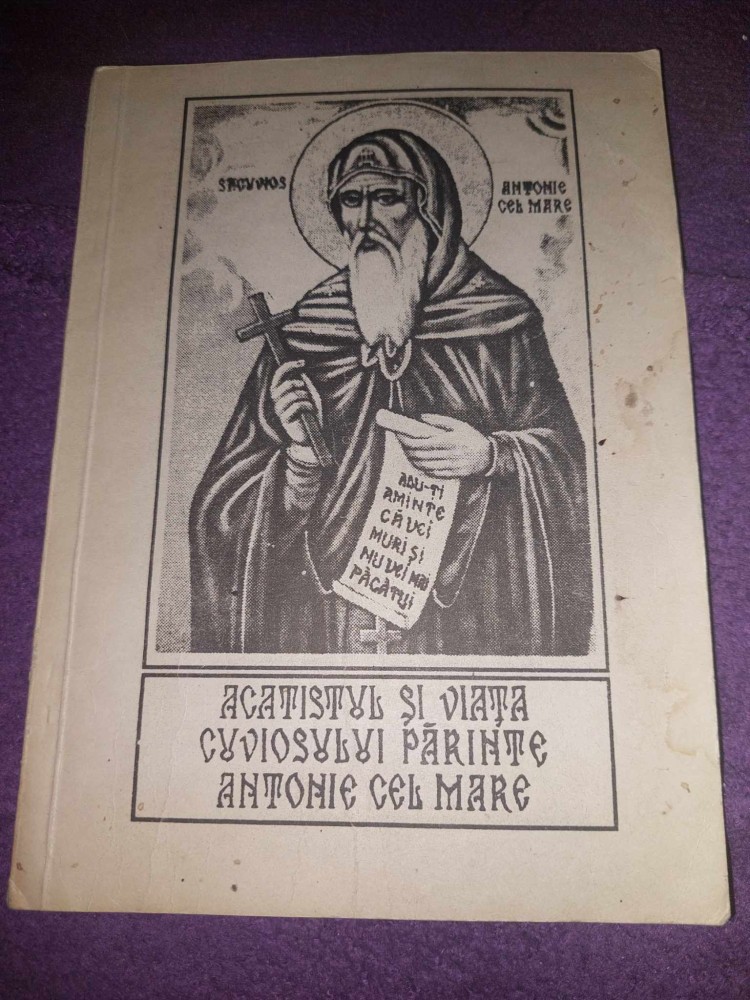 SF CUVIOS
ANTONIE
CEL MARE
ADU-ȚI
AMINTE
CĂ VEI
MURI ȘI
NU VEI MAI
PĂCĂTUI
ACATISTUL ȘI VIAȚA
CUVIOSULUI PĂRINTE
ANTONIE CEL MARE